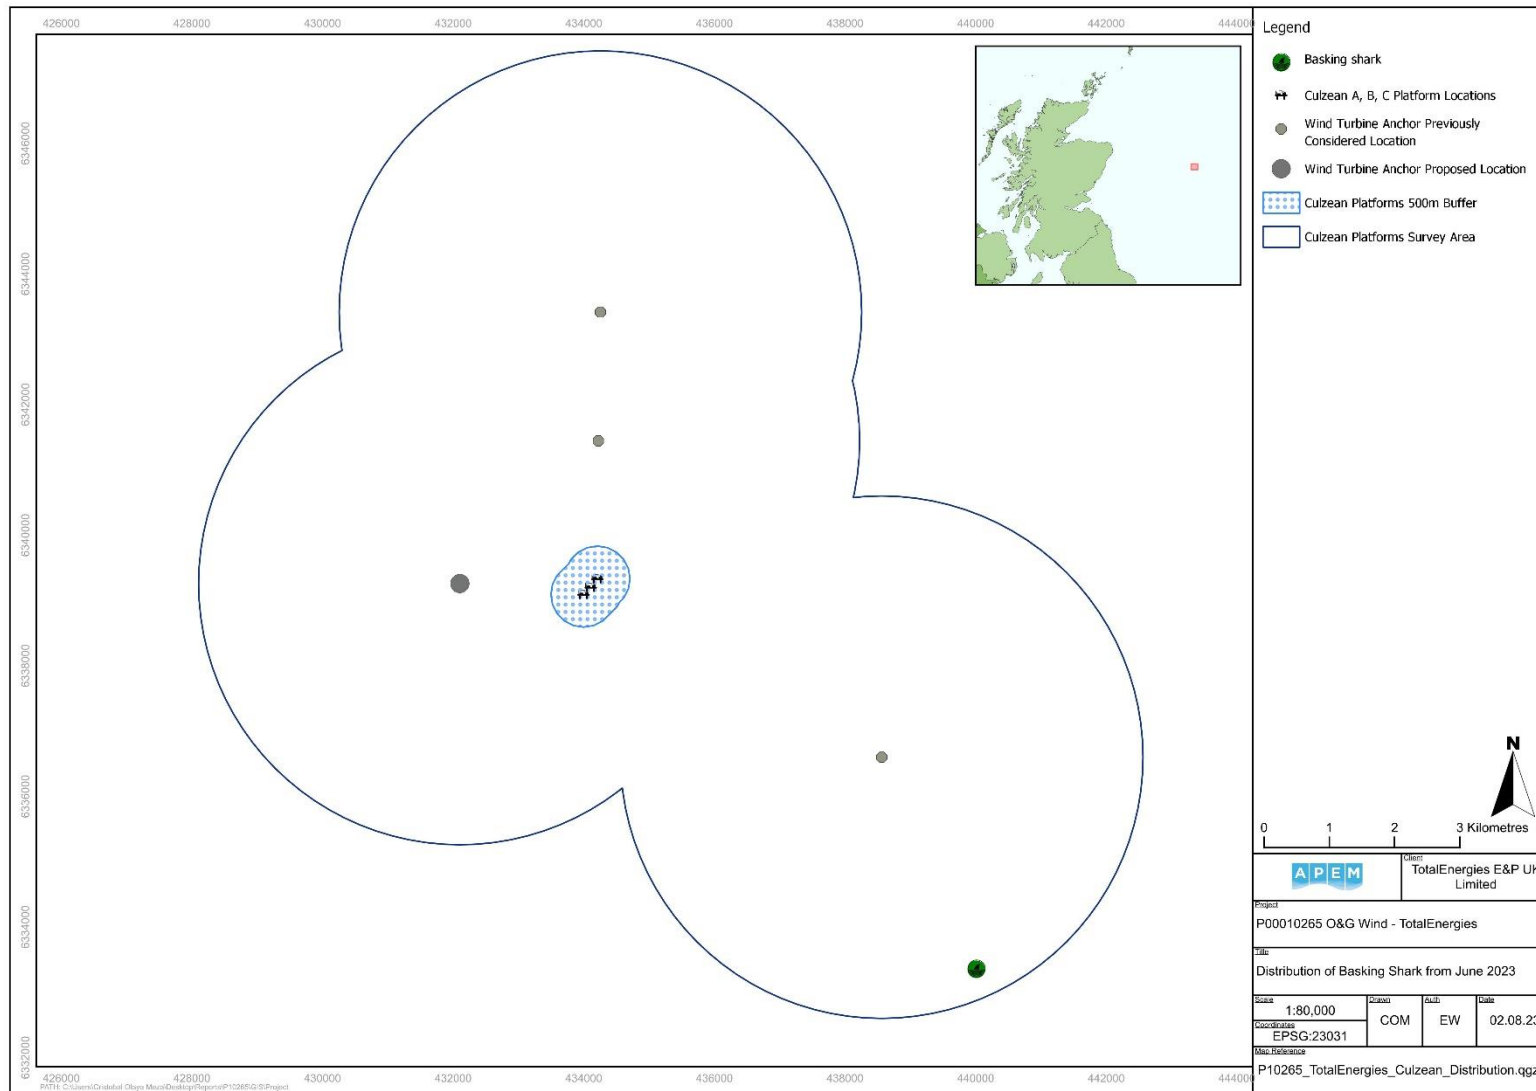 426000 428000 430000 432000 434000 436000 438000 440000 442000 444000
6346000
6344000
6342000
6340000
6338000
6336000
6334000
6332000
426000 428000 430000 432000 434000 436000 438000 440000 442000 444000
Legend
Basking shark
Culzean A, B, C Platform Locations
Wind Turbine Anchor Previously
Considered Location
Wind Turbine Anchor Proposed Location
Culzean Platforms 500m Buffer
Culzean Platforms Survey Area
N
0 1 2 3 Kilometres
APEM
Client
TotalEnergies E&P UK
Limited
Project
P00010265 O&G Wind - TotalEnergies
Title
Distribution of Basking Shark from June 2023
Scale
1:80,000
Coordinates
EPSG:23031
Drawn
COM
Auth
EW
Date
02.08.23
Map Reference
P10265_TotalEnergies_Culzean_Distribution.qgz